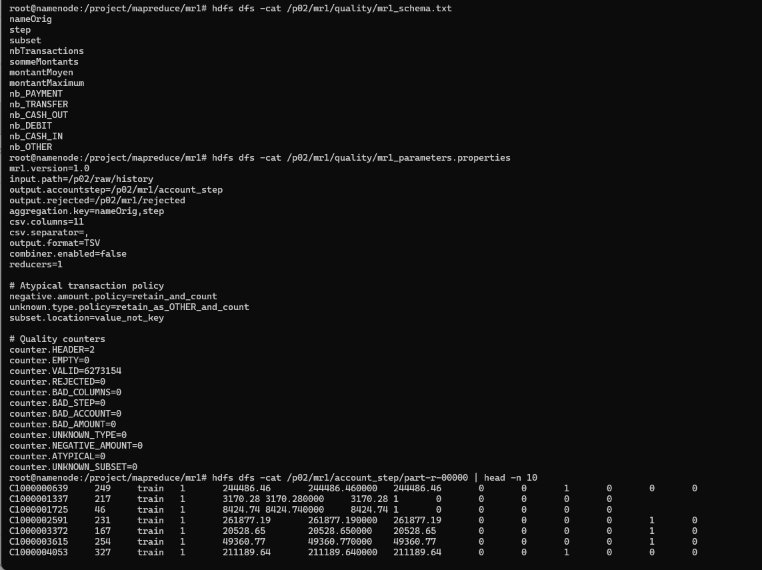 root@namenode:/project/mapreduce/mr1# hdfs dfs -cat /p02/mr1/quality/mr1_schema.txt
nameOrig
step
subset
nbTransactions
sommeMontants
montantMoyen
montantMaximum
nb_PAYMENT
nb_TRANSFER
nb_CASH_OUT
nb_DEBIT
nb_CASH_IN
nb_OTHER
root@namenode:/project/mapreduce/mr1# hdfs dfs -cat /p02/mr1/quality/mr1_parameters.properties
mr1.version=1.0
input.path=/p02/raw/history
output.accountstep=/p02/mr1/account_step
output.rejected=/p02/mr1/rejected
aggregation.key=nameOrig,step
csv.columns=11
csv.separator=,
output.format=TSV
combiner.enabled=false
reducers=1
# Atypical transaction policy
negative.amount.policy=retain_and_count
unknown.type.policy=retain_as_OTHER_and_count
subset.location=value_not_key
# Quality counters
counter.HEADER=2
counter.EMPTY=0
counter.VALID=6273154
counter.REJECTED=0
counter.BAD_COLUMNS=0
counter.BAD_STEP=0
counter.BAD_ACCOUNT=0
counter.BAD_AMOUNT=0
counter.UNKNOWN_TYPE=0
counter.NEGATIVE_AMOUNT=0
counter.ATYPICAL=0
counter.UNKNOWN_SUBSET=0
root@namenode:/project/mapreduce/mr1# hdfs dfs -cat /p02/mr1/account_step/part-r-00000 | head -n 10
C1000000639 249 train 1 244486.46 244486.460000 244486.46 0 0 1 0 0 0
C1000001337 217 train 1 3170.28 3170.280000 3170.28 1 0 0 0 0 0
C1000001725 46 train 1 8424.74 8424.740000 8424.74 1 0 0 0 0 0
C1000002591 231 train 1 261877.19 261877.190000 261877.19 0 0 0 0 1 0
C1000003372 167 train 1 20528.65 20528.650000 20528.65 0 0 0 0 1 0
C1000003615 254 train 1 49360.77 49360.770000 49360.77 0 0 0 0 1 0
C1000004053 327 train 1 211189.64 211189.640000 211189.64 0 0 1 0 0 0